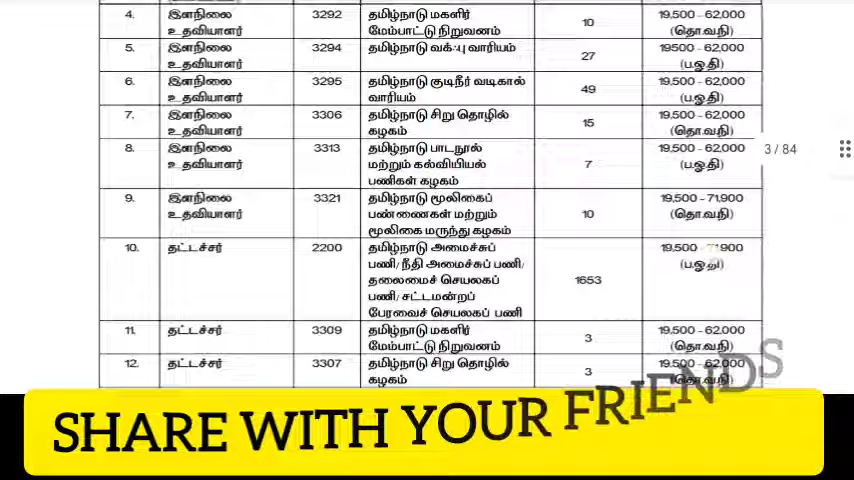 4. இளநிலை உதவியாளர் 3292 தமிழ்நாடு மகளிர் மேம்பாட்டு நிறுவனம் 10 19,500 - 62,000 (தொ.வ.நி)
5. இளநிலை உதவியாளர் 3294 தமிழ்நாடு வக்ஃபு வாரியம் 27 19500 - 62,000 (ப.ஓ.தி)
6. இளநிலை உதவியாளர் 3295 தமிழ்நாடு குடிநீர் வடிகால் வாரியம் 49 19,500 - 62,000 (ப.ஓ.தி)
7. இளநிலை உதவியாளர் 3306 தமிழ்நாடு சிறு தொழில் கழகம் 15 19,500 - 62,000 (தொ.வ.நி)
8. இளநிலை உதவியாளர் 3313 தமிழ்நாடு பாடநூல் மற்றும் கல்வியியல் பணிகள் கழகம் 7 19,500 - 62,000 (ப.ஓ.தி)
3 / 84
9. இளநிலை உதவியாளர் 3321 தமிழ்நாடு மூலிகைப் பண்ணைகள் மற்றும் மூலிகை மருந்து கழகம் 10 19,500 - 71,900 (தொ.வ.நி)
10. தட்டச்சர் 2200 தமிழ்நாடு அமைச்சுப் பணி/ நீதி அமைச்சுப் பணி/ தலைமைச் செயலகப் பணி/ சட்டமன்றப் பேரவைச் செயலகப் பணி 1653 19,500 - 71,900 (ப.ஓ.தி)
11. தட்டச்சர் 3309 தமிழ்நாடு மகளிர் மேம்பாட்டு நிறுவனம் 3 19,500 - 62,000 (தொ.வ.நி)
12. தட்டச்சர் 3307 தமிழ்நாடு சிறு தொழில் கழகம் 3 19,500 - 62,000 (தொ.வ.நி)
SHARE WITH YOUR FRIENDS